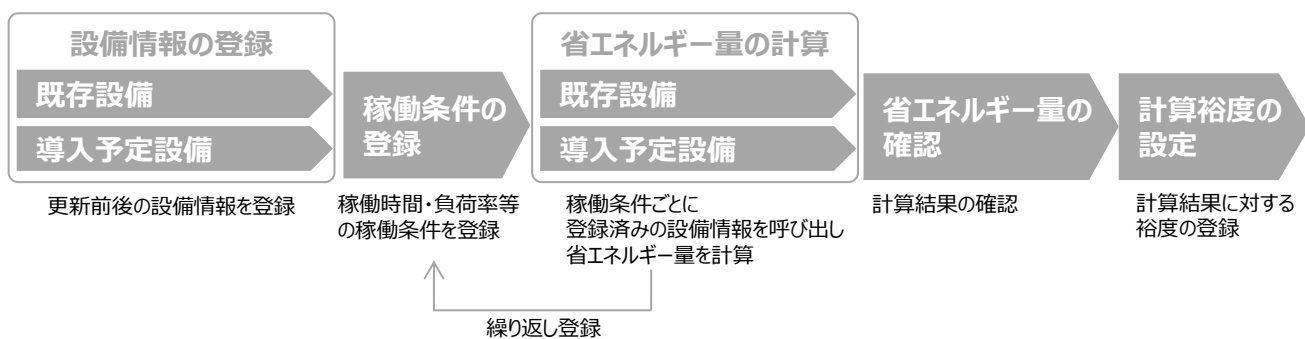 設備情報の登録
既存設備
導入予定設備
更新前後の設備情報を登録
稼働条件の
登録
稼働時間・負荷率等
の稼働条件を登録
省エネルギー量の計算
既存設備
導入予定設備
稼働条件ごとに
登録済みの設備情報を呼び出し
省エネルギー量を計算
繰り返し登録
省エネルギー量の
確認
計算結果の確認
計算裕度の
設定
計算結果に対する
裕度の登録